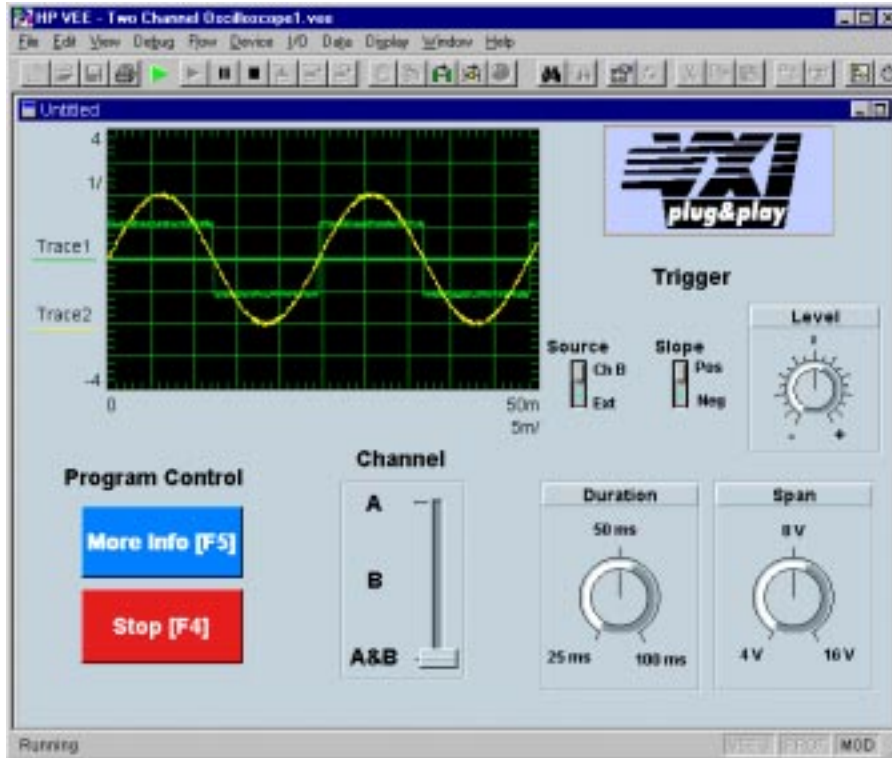 HP VEE - Two Channel Oscilloscope1.vee
File Edit View Debug Flow Device I/O Data Display Window Help
Untitled
4
1/
Trace1
Trace2
-4
0
50m
5m/
VXI
plug&play
Trigger
Source
Ch B
Ext
Slope
Pos
Neg
Level
-
+
Program Control
More Info [F5]
Stop [F4]
Channel
A
B
A&B
Duration
50 ms
25 ms
100 ms
Span
8 V
4 V
16 V
Running
PROF
MOD